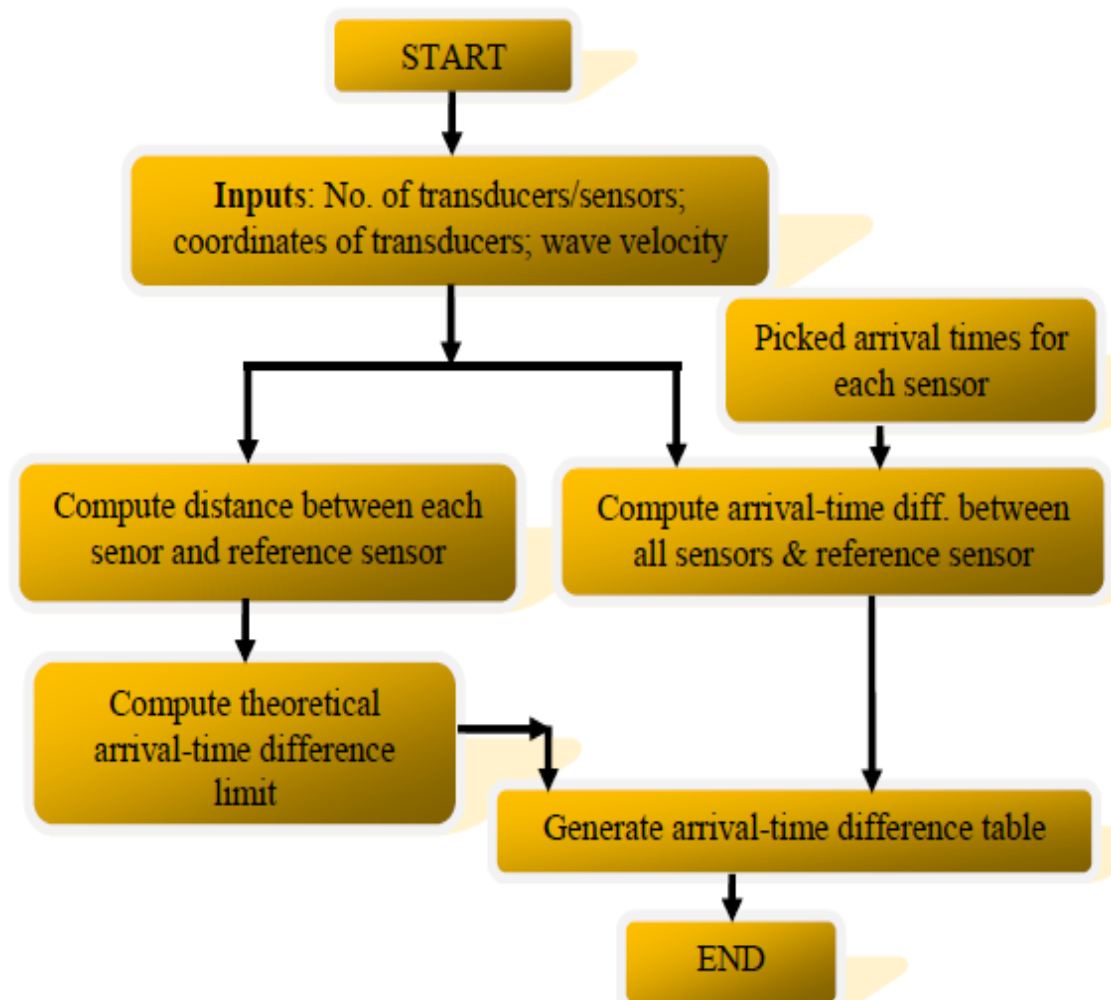 START
Inputs: No. of transducers/sensors;
coordinates of transducers; wave velocity
Picked arrival times for
each sensor
Compute distance between each
senor and reference sensor
Compute arrival-time diff. between
all sensors & reference sensor
Compute theoretical
arrival-time difference
limit
Generate arrival-time difference table
END